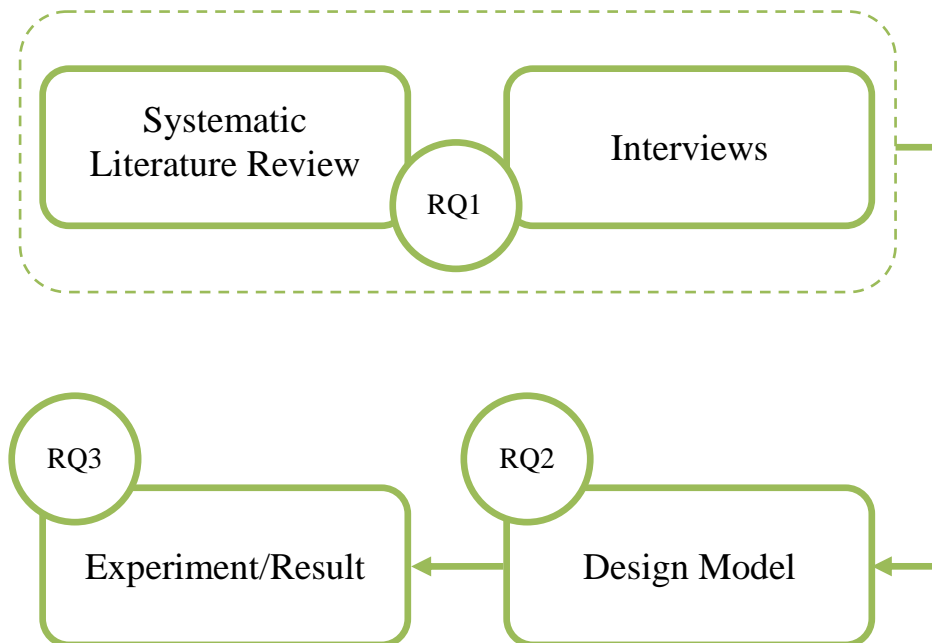 Systematic
Literature Review
Interviews
RQ1
RQ3
RQ2
Experiment/Result
Design Model